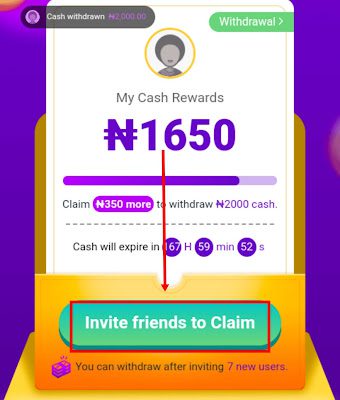 Cash withdrawn ₦2,000.00
Withdrawal >
My Cash Rewards
₦1650
Claim ₦350 more to withdraw ₦2000 cash.
Cash will expire in 167 H 59 min 52 s
Invite friends to Claim
You can withdraw after inviting 7 new users.